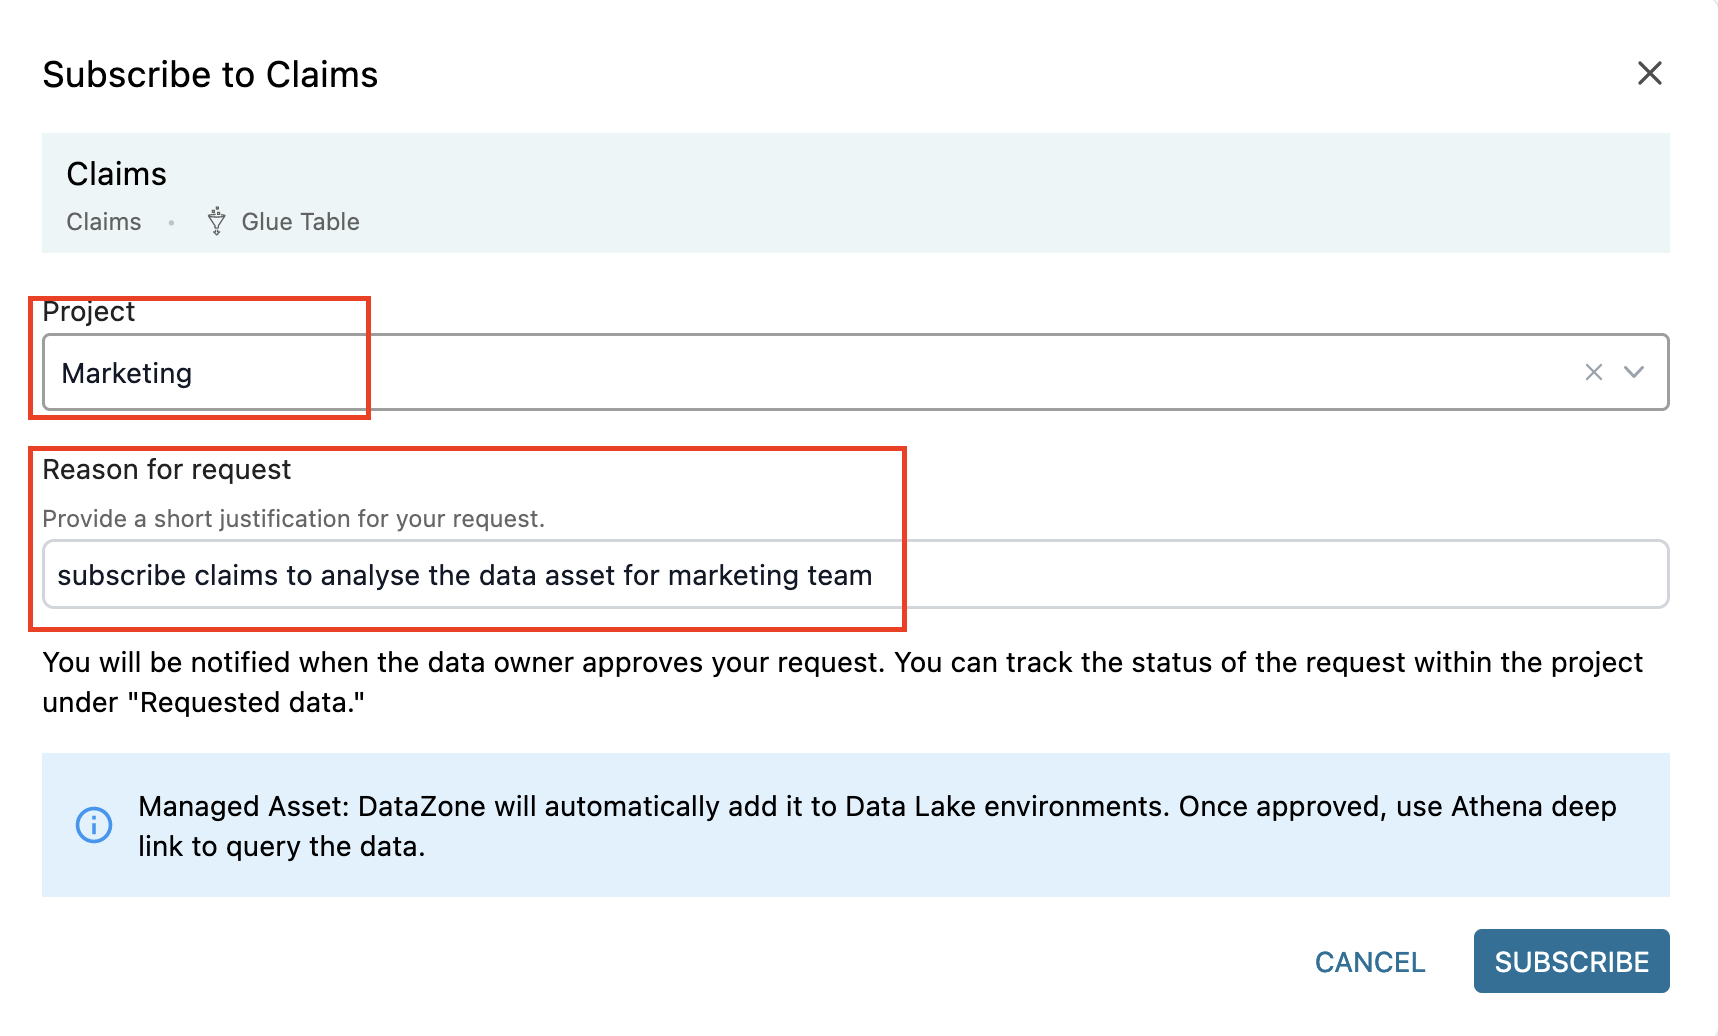 Subscribe to Claims
Claims
Claims • Glue Table
Project
Marketing
Reason for request
Provide a short justification for your request.
subscribe claims to analyse the data asset for marketing team
You will be notified when the data owner approves your request. You can track the status of the request within the project
under "Requested data."
Managed Asset: DataZone will automatically add it to Data Lake environments. Once approved, use Athena deep
link to query the data.
CANCEL SUBSCRIBE